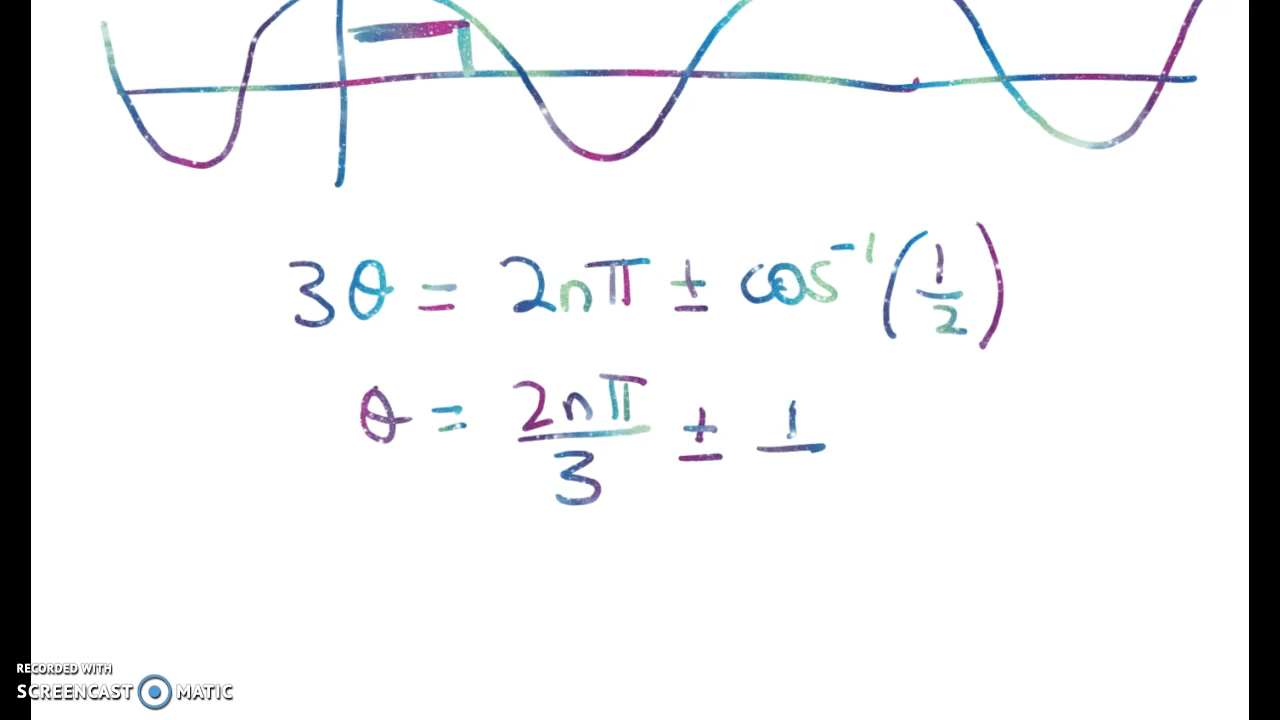 3θ = 2nπ ± cos⁻¹(1/2)
θ = 2nπ/3 ± 1/
RECORDED WITH
SCREENCAST MATIC